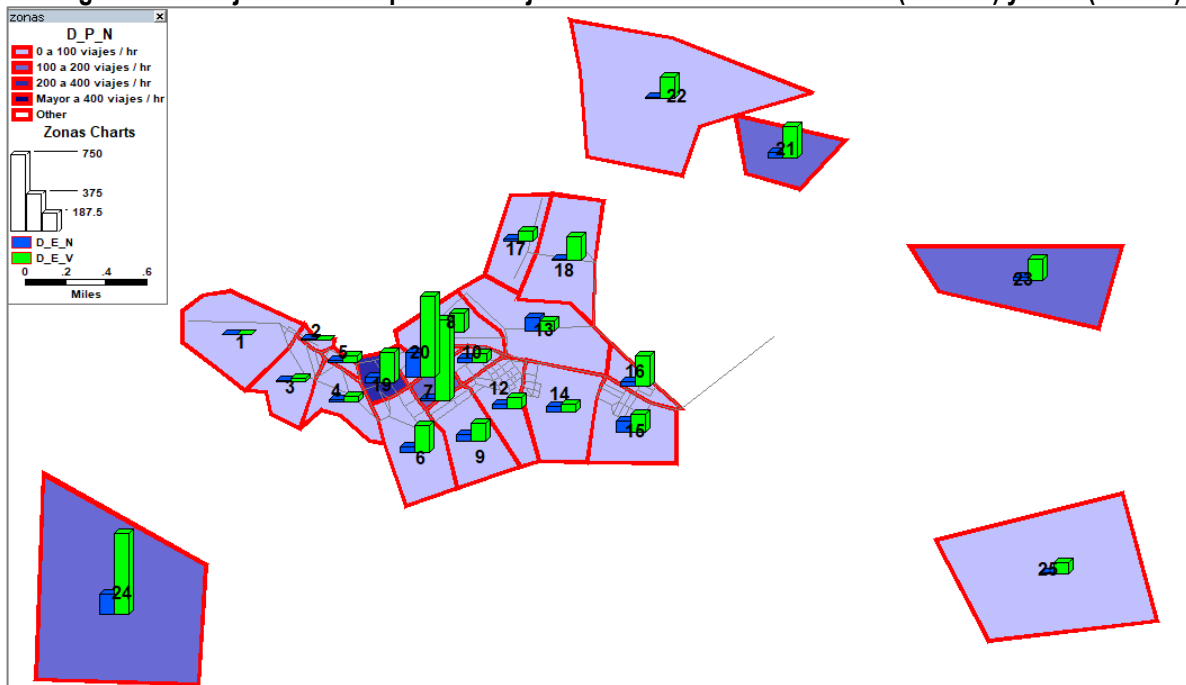 zonas
D_P_N
0 a 100 viajes / hr
100 a 200 viajes / hr
200 a 400 viajes / hr
Mayor a 400 viajes / hr
Other
Zonas Charts
750
375
187.5
D_E_N
D_E_V
0 .2 .4 .6
Miles
22
21
17
18
23
1
2
5
20
8
13
10
16
3
4
19
7
12
14
15
6
9
24
25